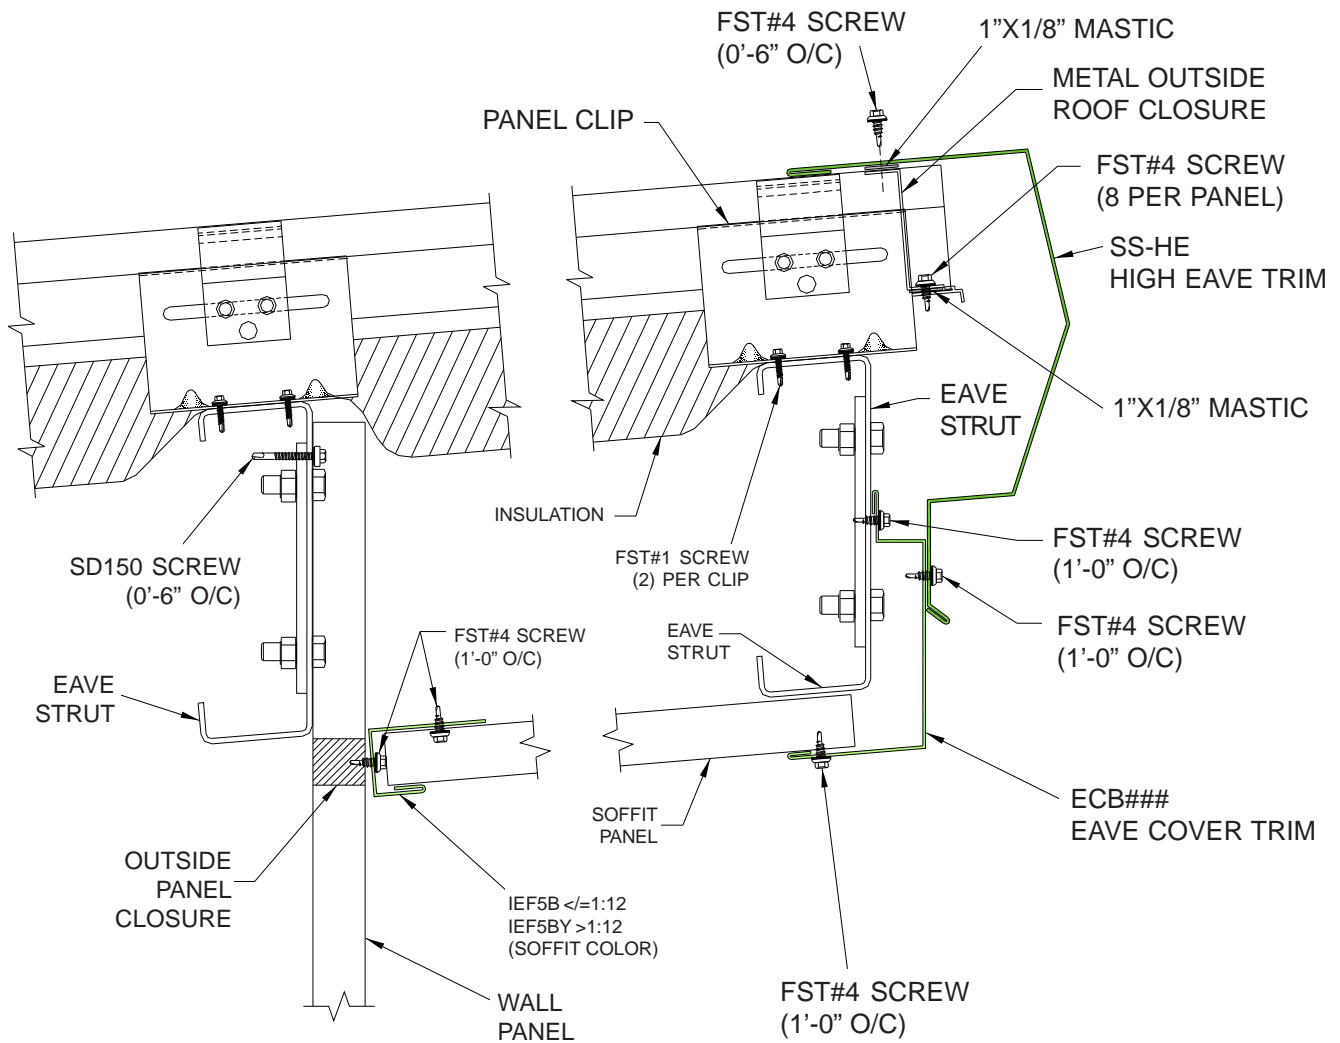 FST#4 SCREW
(0’-6” O/C)
1”X1/8” MASTIC
METAL OUTSIDE
ROOF CLOSURE
PANEL CLIP
FST#4 SCREW
(8 PER PANEL)
SS-HE
HIGH EAVE TRIM
EAVE
STRUT
1”X1/8” MASTIC
INSULATION
FST#1 SCREW
(2) PER CLIP
SD150 SCREW
(0’-6” O/C)
FST#4 SCREW
(1’-0” O/C)
FST#4 SCREW
(1’-0” O/C)
FST#4 SCREW
(1’-0” O/C)
EAVE
STRUT
EAVE
STRUT
SOFFIT
PANEL
ECB###
EAVE COVER TRIM
OUTSIDE
PANEL
CLOSURE
IEF5B </=1:12
IEF5BY >1:12
(SOFFIT COLOR)
WALL
PANEL
FST#4 SCREW
(1’-0” O/C)